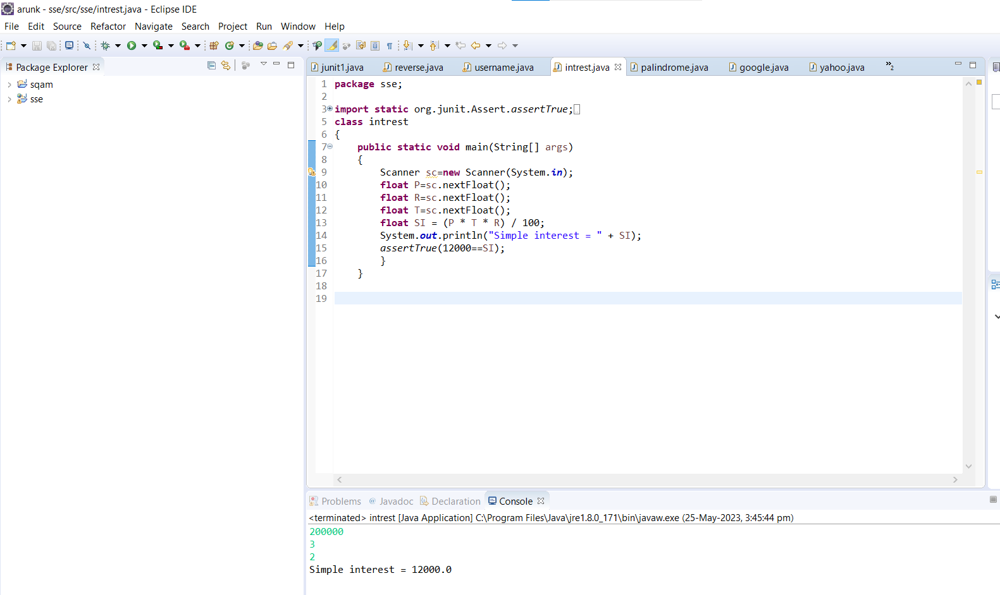 arunk - sse/src/sse/intrest.java - Eclipse IDE
File Edit Source Refactor Navigate Search Project Run Window Help
Package Explorer
sqam
sse
junit1.java reverse.java username.java intrest.java palindrome.java google.java yahoo.java »2
1 package sse;
2
3 import static org.junit.Assert.assertTrue;
5 class intrest
6 {
7 public static void main(String[] args)
8 {
9 Scanner sc=new Scanner(System.in);
10 float P=sc.nextFloat();
11 float R=sc.nextFloat();
12 float T=sc.nextFloat();
13 float SI = (P * T * R) / 100;
14 System.out.println("Simple interest = " + SI);
15 assertTrue(12000==SI);
16 }
17 }
18
19
Problems @ Javadoc Declaration Console
<terminated> intrest [Java Application] C:\Program Files\Java\jre1.8.0_171\bin\javaw.exe (25-May-2023, 3:45:44 pm)
200000
3
2
Simple interest = 12000.0